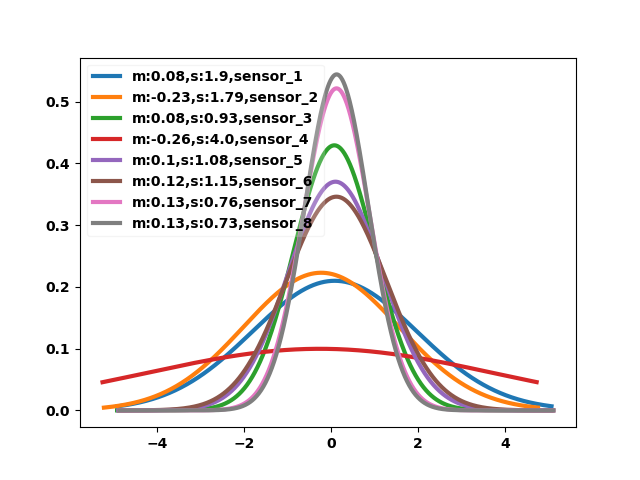 m:0.08,s:1.9,sensor_1
m:-0.23,s:1.79,sensor_2
m:0.08,s:0.93,sensor_3
m:-0.26,s:4.0,sensor_4
m:0.1,s:1.08,sensor_5
m:0.12,s:1.15,sensor_6
m:0.13,s:0.76,sensor_7
m:0.13,s:0.73,sensor_8
0.5
0.4
0.3
0.2
0.1
0.0
−4 −2 0 2 4